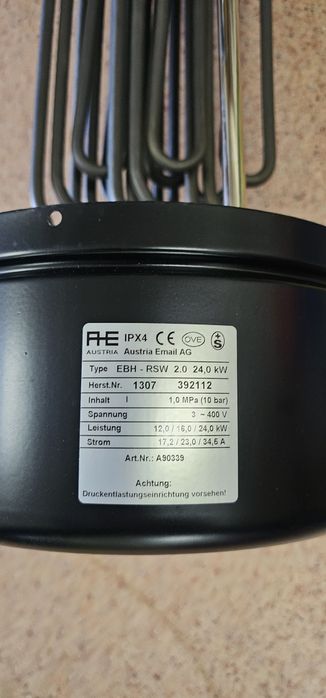 AHE IPX4 CE ÖVE +S
AUSTRIA Austria Email AG
Type EBH - RSW 2.0 24,0 kW
Herst.Nr. 1307 392112
Inhalt l 1,0 MPa (10 bar)
Spannung 3 ~ 400 V
Leistung 12,0 / 16,0 / 24,0 kW
Strom 17,2 / 23,0 / 34,6 A
Art.Nr.: A90339
Achtung:
Druckentlastungseinrichtung vorsehen!